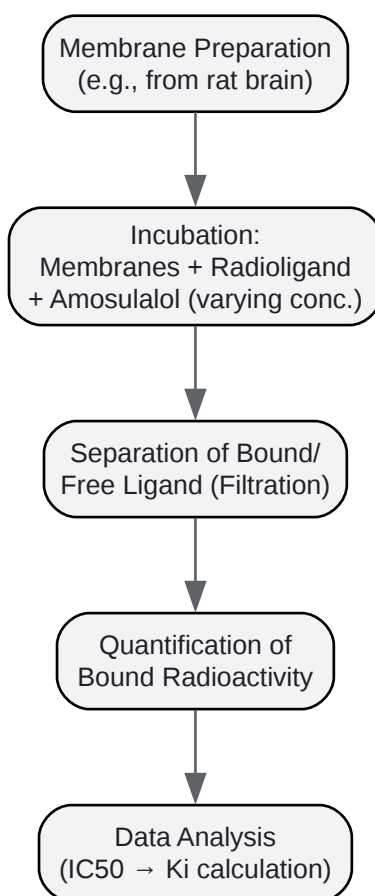 Membrane Preparation
(e.g., from rat brain)
Incubation:
Membranes + Radioligand
+ Amosulalol (varying conc.)
Separation of Bound/
Free Ligand (Filtration)
Quantification of
Bound Radioactivity
Data Analysis
(IC50 → Ki calculation)